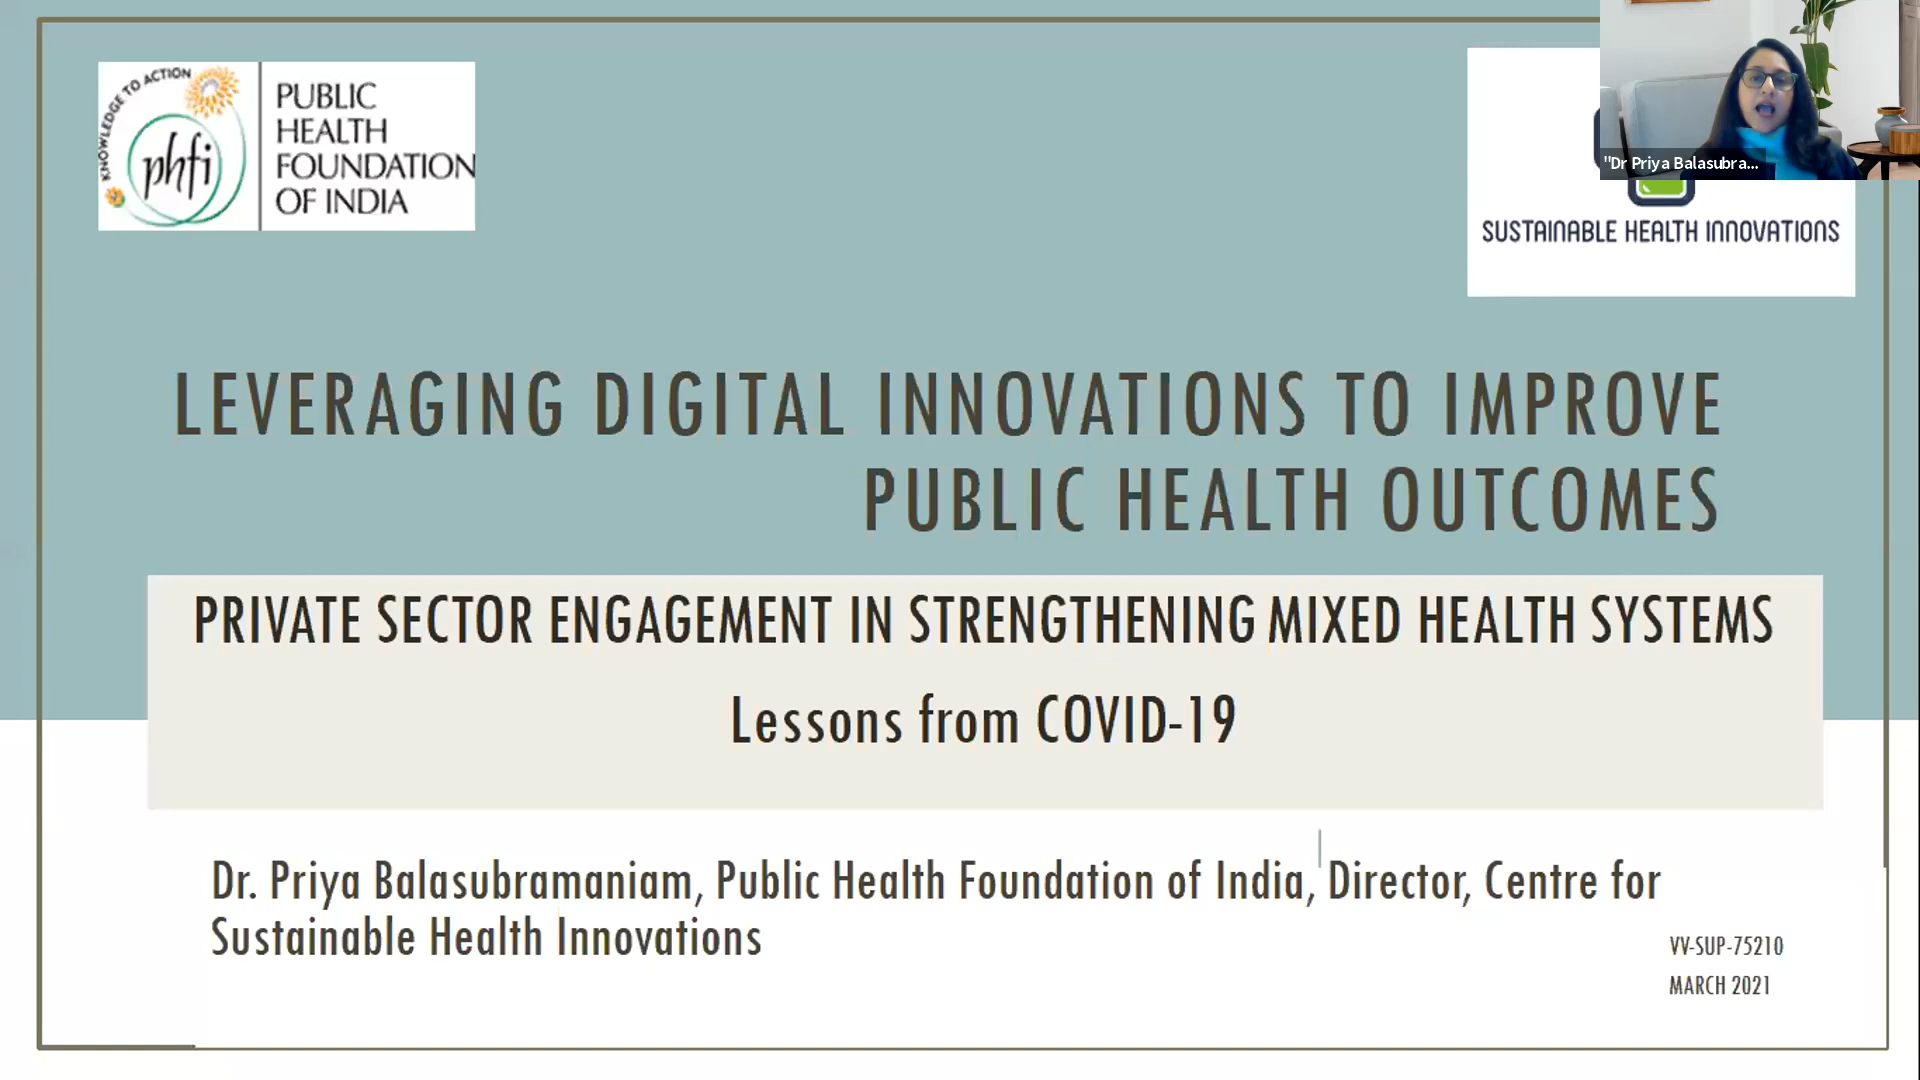 KNOWLEDGE TO ACTION
phfi
PUBLIC
HEALTH
FOUNDATION
OF INDIA
"Dr Priya Balasubra...
SUSTAINABLE HEALTH INNOVATIONS
LEVERAGING DIGITAL INNOVATIONS TO IMPROVE
PUBLIC HEALTH OUTCOMES
PRIVATE SECTOR ENGAGEMENT IN STRENGTHENING MIXED HEALTH SYSTEMS
Lessons from COVID-19
Dr. Priya Balasubramaniam, Public Health Foundation of India, Director, Centre for
Sustainable Health Innovations
VV-SUP-75210
MARCH 2021